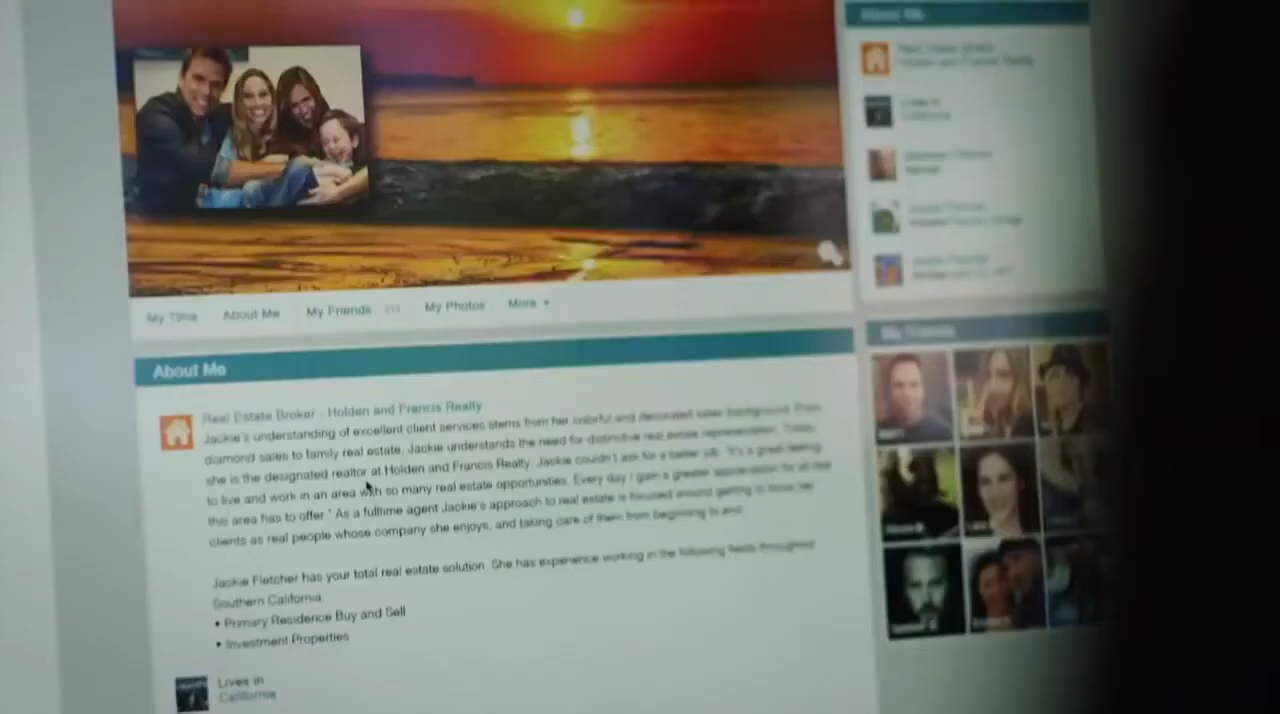 About Me
Lives in
California
My Time
About Me
My Friends
My Photos
More
My Friends
About Me
Real Estate Broker - Holden and Francis Realty
Jackie's understanding of excellent client services stems from her colorful and decorated sales background. From
diamond sales to family real estate, Jackie understands the need for distinctive real estate representation. Today,
she is the designated realtor at Holden and Francis Realty. Jackie couldn't ask for a better job. "It's a great feeling
to live and work in an area with so many real estate opportunities. Every day I gain a greater appreciation for all that
this area has to offer." As a fulltime agent Jackie's approach to real estate is focused around getting to know her
clients as real people whose company she enjoys, and taking care of them from beginning to end.
Jackie Fletcher has your total real estate solution. She has experience working in the following fields throughout
Southern California.
• Primary Residence Buy and Sell
• Investment Properties
Lives in
California